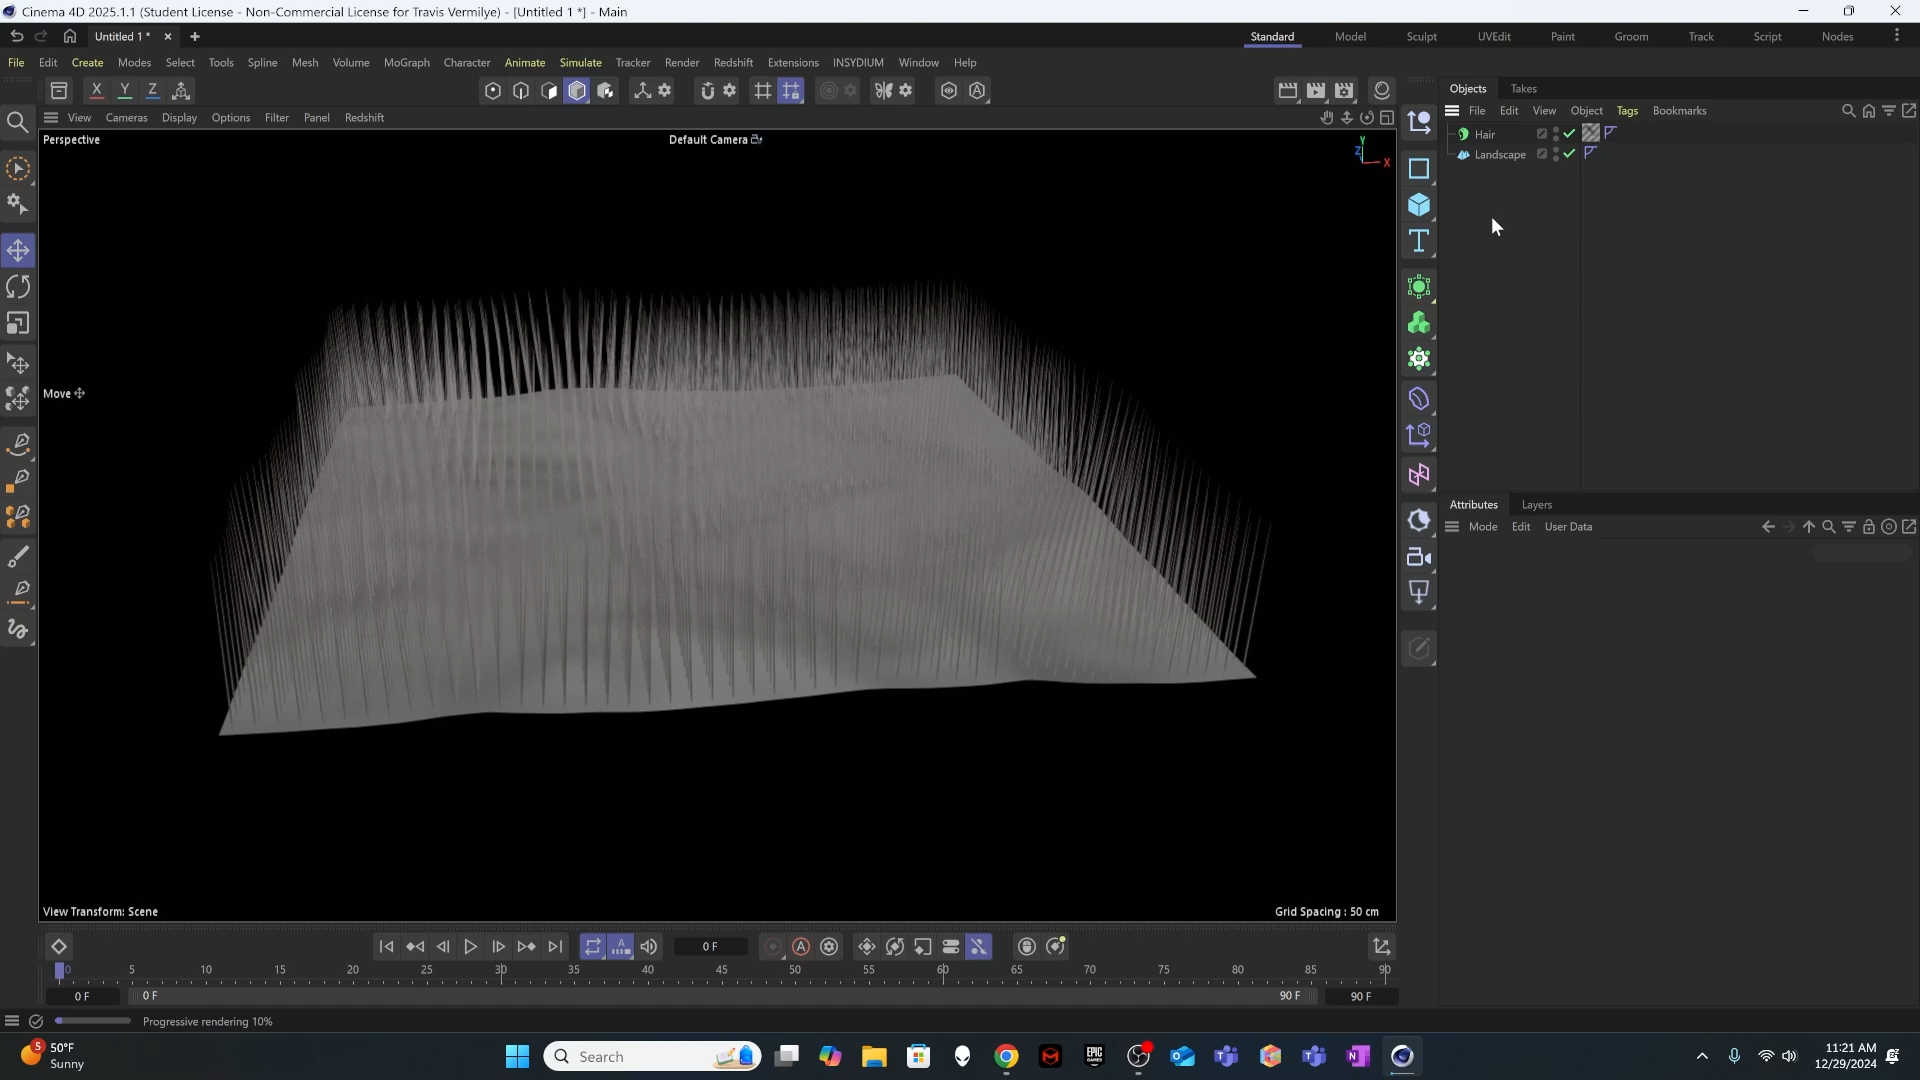 Cinema 4D 2025.1.1 (Student License - Non-Commercial License for Travis Vermilye) - [Untitled 1 *] - Main
Untitled 1 *
Standard Model Sculpt UVEdit Paint Groom Track Script Nodes
File Edit Create Modes Select Tools Spline Mesh Volume MoGraph Character Animate Simulate Tracker Render Redshift Extensions INSYDIUM Window Help
X Y Z
Objects Takes
View Cameras Display Options Filter Panel Redshift
File Edit View Object Tags Bookmarks
Perspective
Default Camera
Y
Z
X
Hair
Landscape
Move
Attributes Layers
Mode Edit User Data
View Transform: Scene
Grid Spacing : 50 cm
A
A
0 F
0 5 10 15 20 25 30 35 40 45 50 55 60 65 70 75 80 85 90
0 F
0 F
90 F
90 F
Progressive rendering 10%
5
50°F
Sunny
Search
EPIC
GAMES
11:21 AM
12/29/2024